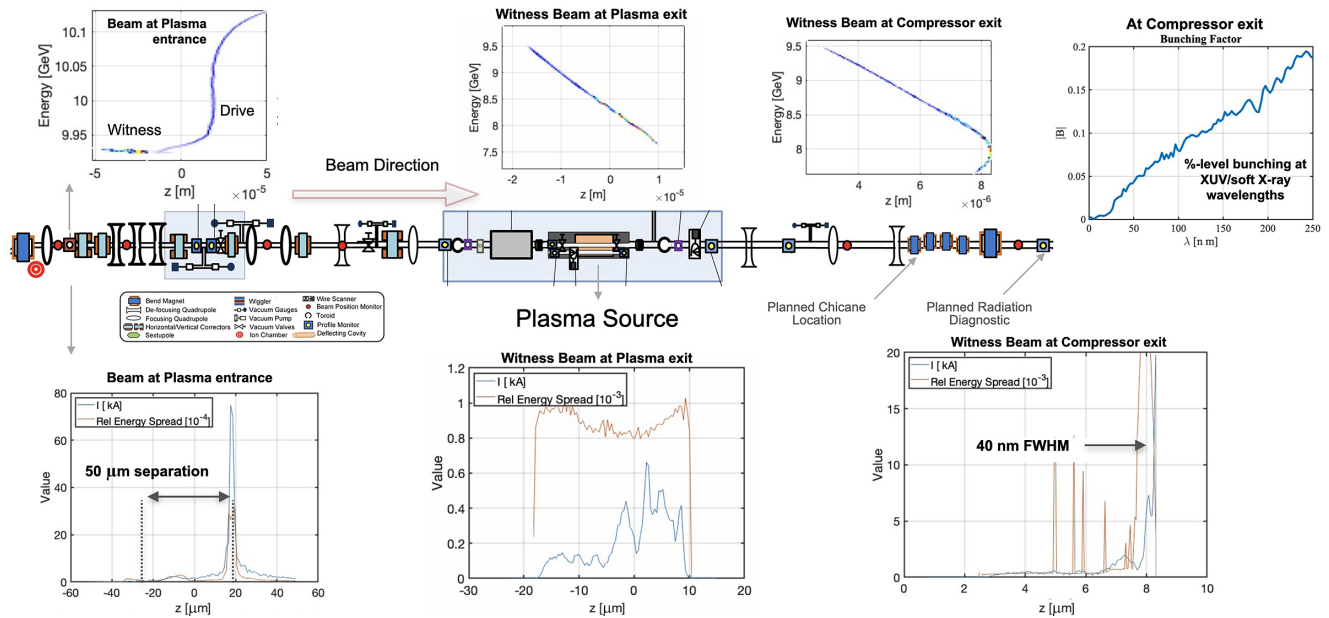 Beam at Plasma
entrance
10.13
10.1
10.05
10
9.95
Energy [GeV]
Witness
Drive
5
0
5
z [m]
×10⁻⁵
Witness Beam at Plasma exit
9.5
9
8.5
8
7.5
Energy [GeV]
-2
-1
0
1
z [m]
×10⁻⁵
Witness Beam at Compressor exit
9.5
9
8.5
8
Energy [GeV]
4
6
8
z [m]
×10⁻⁶
At Compressor exit
Bunching Factor
0.2
0.15
0.1
0.05
0
|B|
%-level bunching at
XUV/soft X-ray
wavelengths
0
50
100
150
200
250
λ [n m]
Beam Direction
Bend Magnet
De-focusing Quadrupole
Focusing Quadrupole
Horizontal/Vertical Correctors
Sextupole
Wiggler
Vacuum Gauges
Vacuum Pump
Vacuum Valves
Ion Chamber
Wire Scanner
Beam Position Monitor
Toroid
Profile Monitor
Deflecting Cavity
Plasma Source
Planned Chicane
Location
Planned Radiation
Diagnostic
Beam at Plasma entrance
I [ kA]
Rel Energy Spread [10⁻⁴]
50 μm separation
80
60
40
20
0
Value
-60
-40
-20
0
20
40
60
z [μm]
Witness Beam at Plasma exit
I [ kA]
Rel Energy Spread [10⁻³]
1.2
1
0.8
0.6
0.4
0.2
0
Value
-30
-20
-10
0
10
20
z [μm]
Witness Beam at Compressor exit
I [ kA]
Rel Energy Spread [10⁻³]
40 nm FWHM
20
15
10
5
0
Value
0
2
4
6
8
10
z [μm]